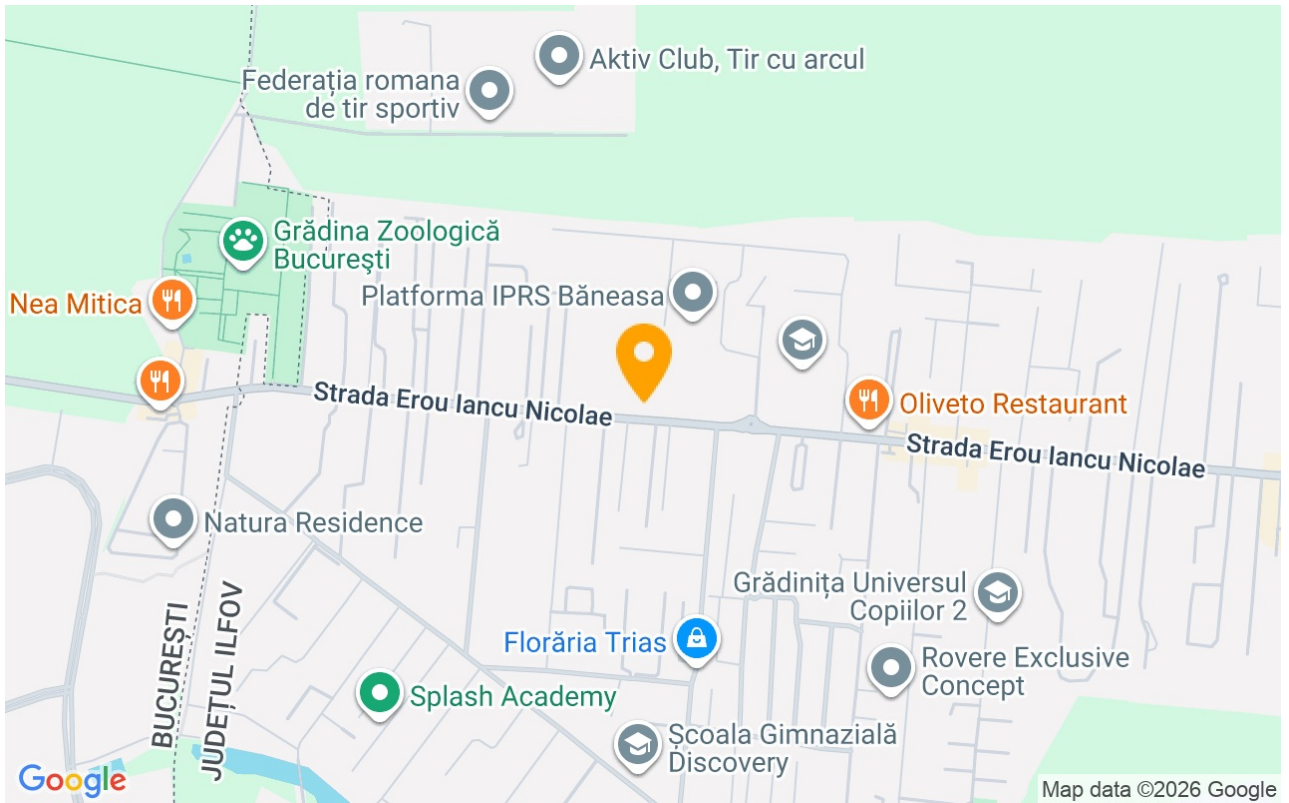 Aktiv Club, Tir cu arcul
Federația romana
de tir sportiv
Grădina Zoologică
București
Nea Mitica
Platforma IPRS Băneasa
Strada Erou Iancu Nicolae
Oliveto Restaurant
Strada Erou Iancu Nicolae
Natura Residence
BUCUREȘTI
JUDEȚUL ILFOV
Grădinița Universul
Copiilor 2
Florăria Trias
Rovere Exclusive
Concept
Splash Academy
Școala Gimnazială
Discovery
Google
Map data ©2026 Google